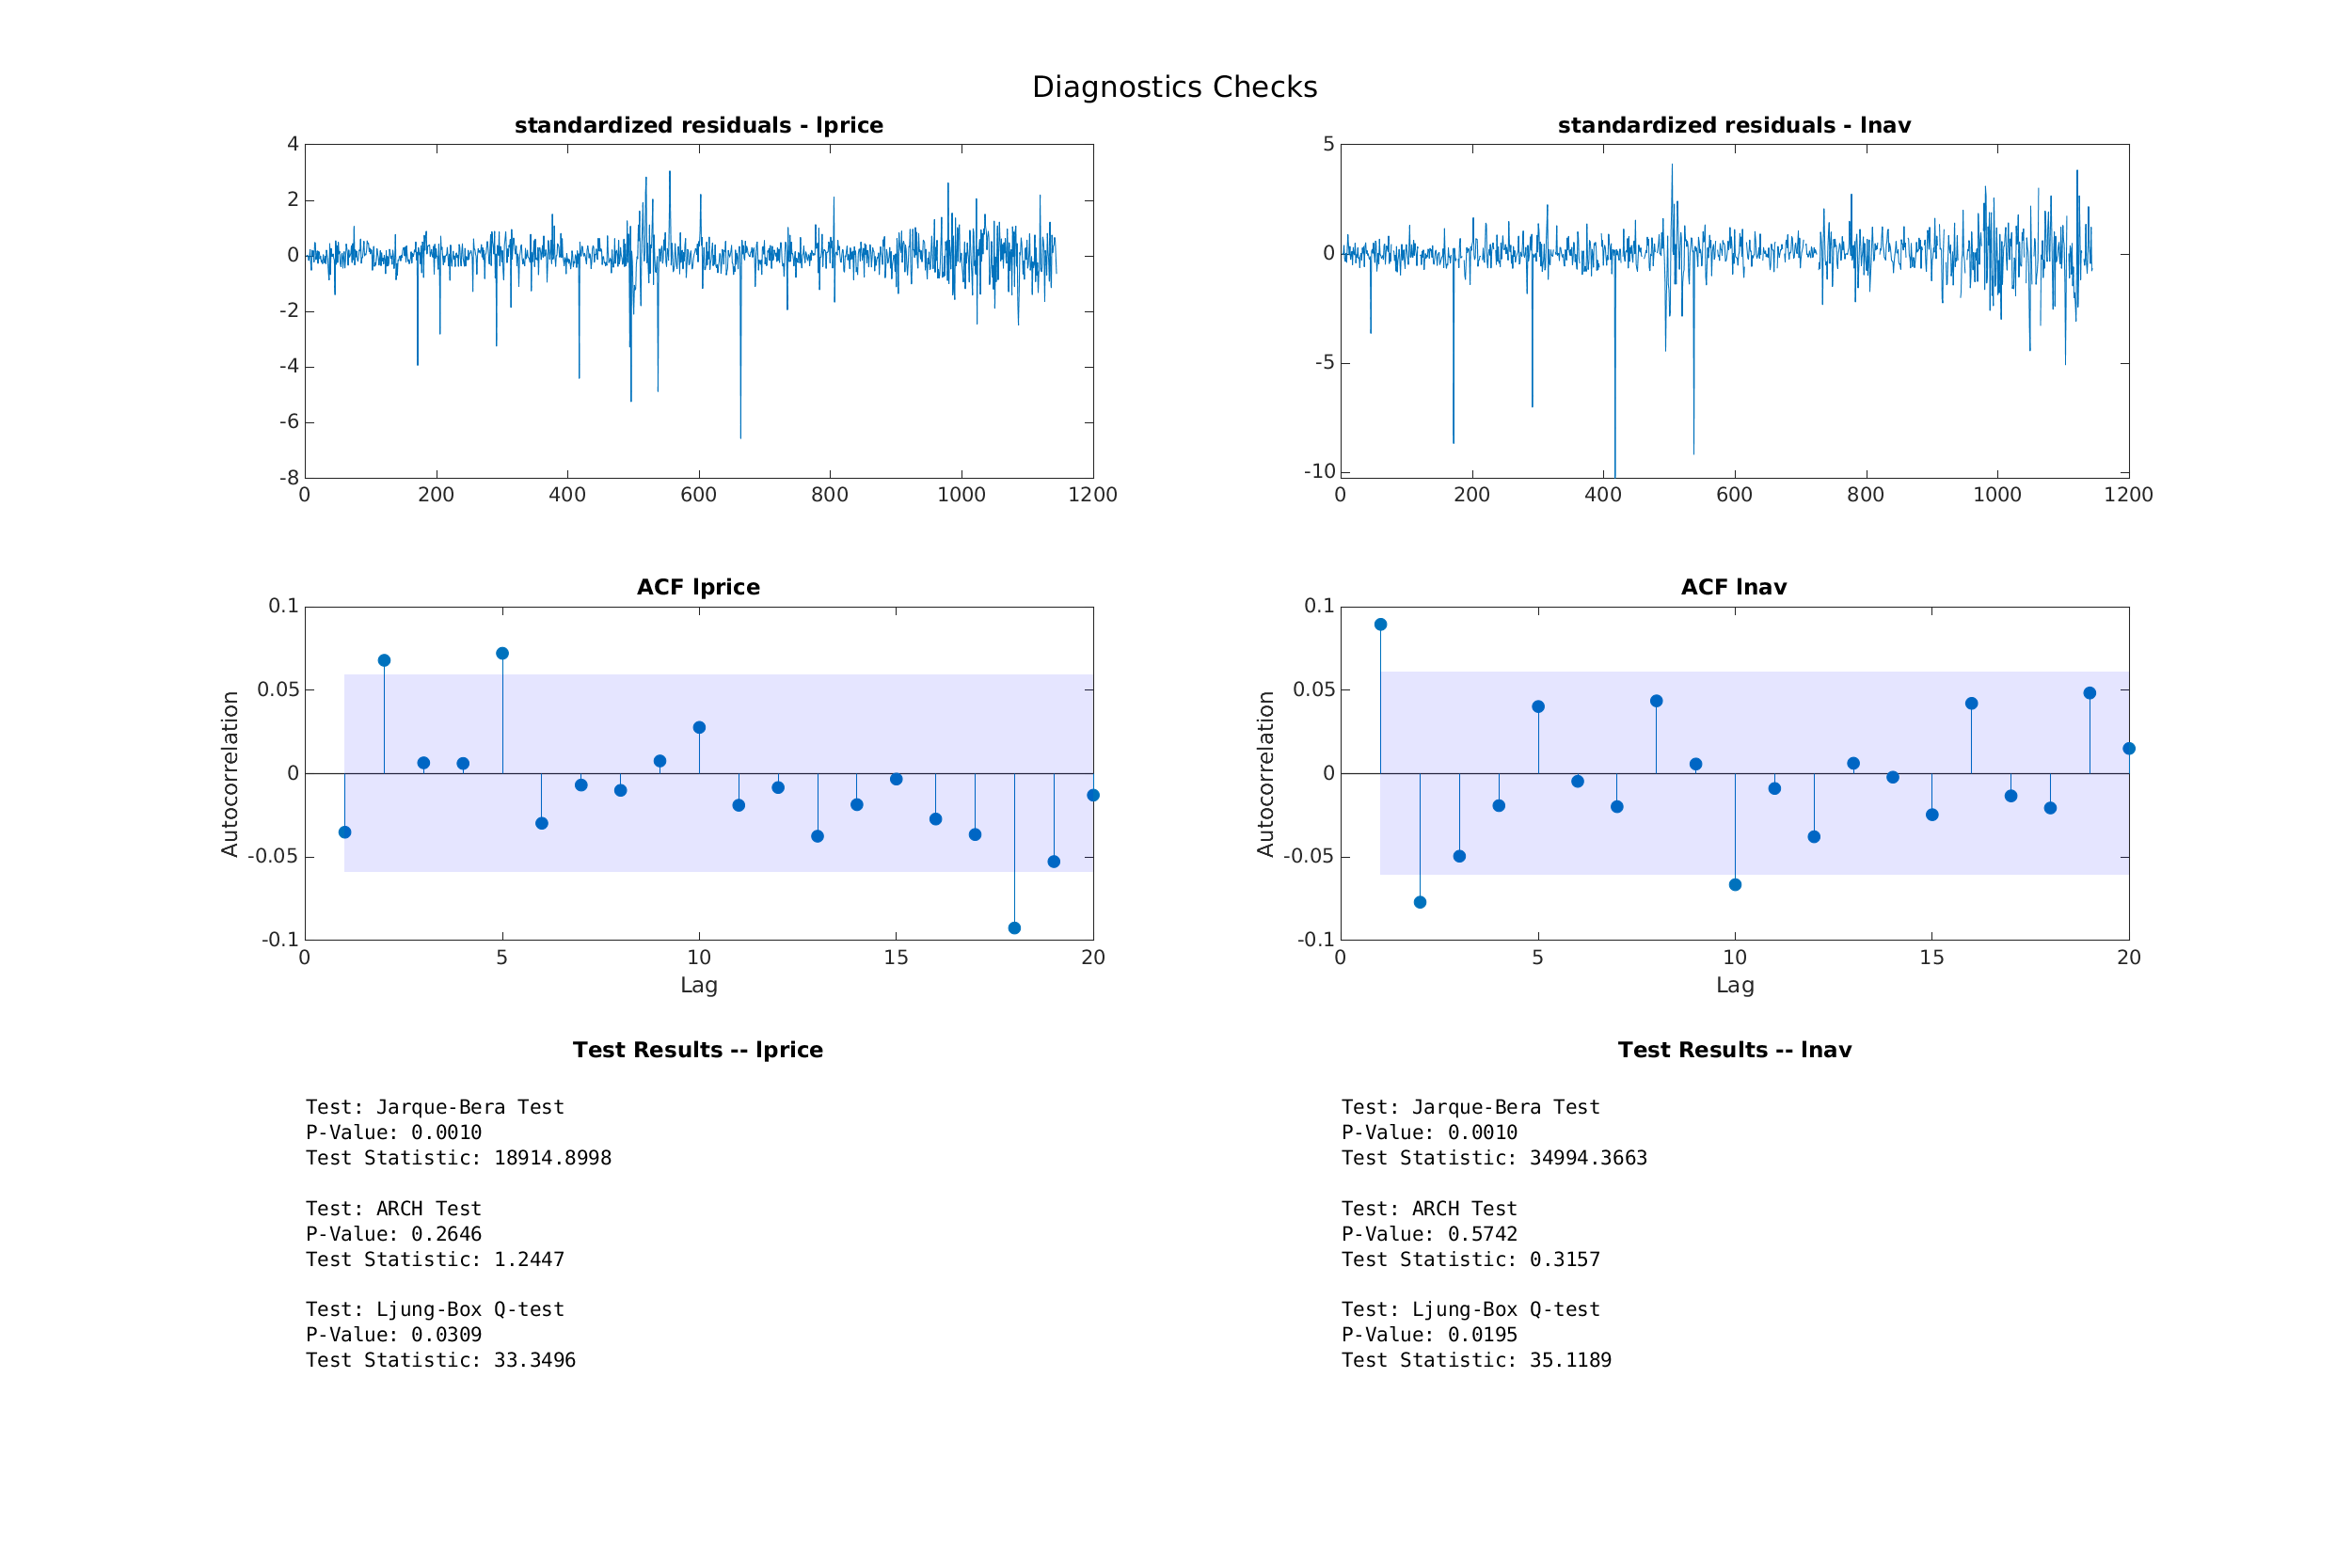 Diagnostics Checks
standardized residuals - lprice
4
2
0
-2
-4
-6
-8
0 200 400 600 800 1000 1200
standardized residuals - lnav
5
0
-5
-10
0 200 400 600 800 1000 1200
ACF lprice
Autocorrelation
0.1
0.05
0
-0.05
-0.1
0 5 10 15 20
Lag
ACF lnav
Autocorrelation
0.1
0.05
0
-0.05
-0.1
0 5 10 15 20
Lag
Test Results -- lprice
Test: Jarque-Bera Test
P-Value: 0.0010
Test Statistic: 18914.8998
Test: ARCH Test
P-Value: 0.2646
Test Statistic: 1.2447
Test: Ljung-Box Q-test
P-Value: 0.0309
Test Statistic: 33.3496
Test Results -- lnav
Test: Jarque-Bera Test
P-Value: 0.0010
Test Statistic: 34994.3663
Test: ARCH Test
P-Value: 0.5742
Test Statistic: 0.3157
Test: Ljung-Box Q-test
P-Value: 0.0195
Test Statistic: 35.1189